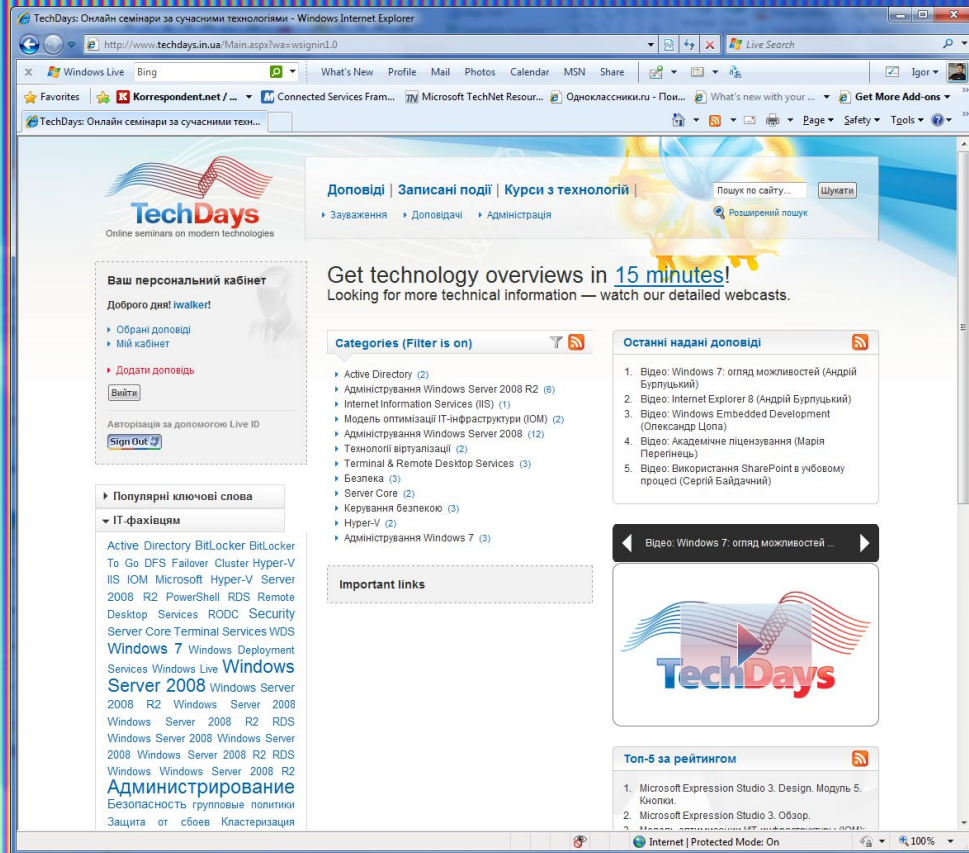 TechDays: Онлайн семінари за сучасними технологіями - Windows Internet Explorer
http://www.techdays.in.ua/Main.aspx?wa=wsignin1.0
Live Search
Windows Live Bing What's New Profile Mail Photos Calendar MSN Share Igor
Favorites Korrespondent.net / ... Connected Services Fram... Microsoft TechNet Resour... Одноклассники.ru - Пои... What's new with your ... Get More Add-ons
TechDays: Онлайн семінари за сучасними техн... Page Safety Tools
TechDays
Online seminars on modern technologies
Доповіді | Записані події | Курси з технологій |
Зауваження Доповідачі Адміністрація
Пошук по сайту... Шукати
Розширений пошук
Ваш персональний кабінет
Доброго дня! iwalker!
Обрані доповіді
Мій кабінет
Додати доповідь
Вийти
Авторізація за допомогою Live ID
Sign Out
Get technology overviews in 15 minutes!
Looking for more technical information — watch our detailed webcasts.
Categories (Filter is on)
Active Directory (2)
Адміністрування Windows Server 2008 R2 (6)
Internet Information Services (IIS) (1)
Модель оптимізації ІТ-інфраструктури (IOM) (2)
Адміністрування Windows Server 2008 (12)
Технології віртуалізації (2)
Terminal & Remote Desktop Services (3)
Безпека (3)
Server Core (2)
Керування безпекою (3)
Hyper-V (2)
Адміністрування Windows 7 (3)
Important links
Останні надані доповіді
1. Відео: Windows 7: огляд можливостей (Андрій
Бурлуцький)
2. Відео: Internet Explorer 8 (Андрій Бурлуцький)
3. Відео: Windows Embedded Development
(Олександр Цопа)
4. Відео: Академічне ліцензування (Марія
Перегінець)
5. Відео: Використання SharePoint в учбовому
процесі (Сергій Байдачний)
Відео: Windows 7: огляд можливостей ...
TechDays
Топ-5 за рейтингом
1. Microsoft Expression Studio 3. Design. Модуль 5.
Кнопки.
2. Microsoft Expression Studio 3. Обзор.
3. Модель оптимизации ИТ-инфраструктуры (IOM):
Популярні ключові слова
ІТ-фахівцям
Active Directory BitLocker BitLocker
To Go DFS Failover Cluster Hyper-V
IIS IOM Microsoft Hyper-V Server
2008 R2 PowerShell RDS Remote
Desktop Services RODC Security
Server Core Terminal Services WDS
Windows 7 Windows Deployment
Services Windows Live Windows
Server 2008 Windows Server
2008 R2 Windows Server 2008
Windows Server 2008 R2 RDS
Windows Server 2008 Windows Server
2008 Windows Server 2008 R2 RDS
Windows Windows Server 2008 R2
Администрирование
Безопасность групповые политики
Защита от сбоев Кластеризация
Internet | Protected Mode: On 100%